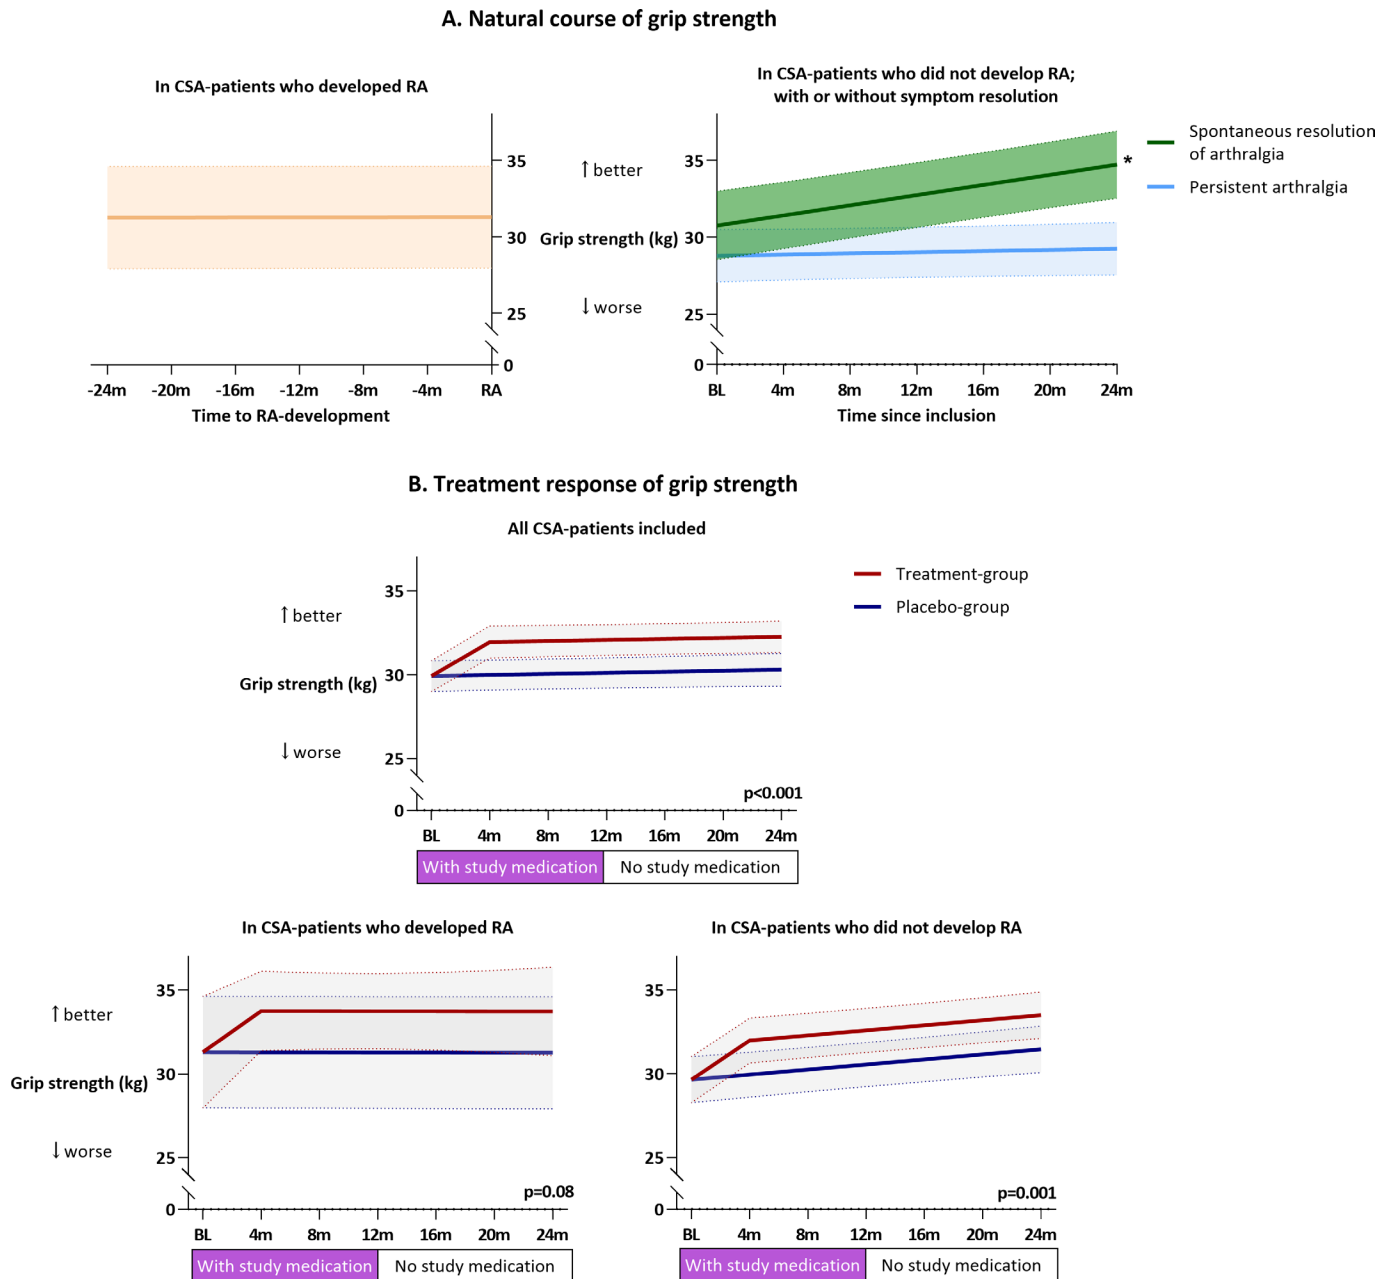 A. Natural course of grip strength
In CSA-patients who developed RA
In CSA-patients who did not develop RA;
with or without symptom resolution
35
30
25
0
↑ better
Grip strength (kg)
↓ worse
35
30
25
0
Spontaneous resolution
of arthralgia
Persistent arthralgia
*
-24m -20m -16m -12m -8m -4m RA
Time to RA-development
BL 4m 8m 12m 16m 20m 24m
Time since inclusion
B. Treatment response of grip strength
All CSA-patients included
↑ better
Grip strength (kg)
↓ worse
35
30
25
0
Treatment-group
Placebo-group
p<0.001
BL 4m 8m 12m 16m 20m 24m
With study medication No study medication
In CSA-patients who developed RA
↑ better
Grip strength (kg)
↓ worse
35
30
25
0
p=0.08
BL 4m 8m 12m 16m 20m 24m
With study medication No study medication
In CSA-patients who did not develop RA
35
30
25
0
p=0.001
BL 4m 8m 12m 16m 20m 24m
With study medication No study medication